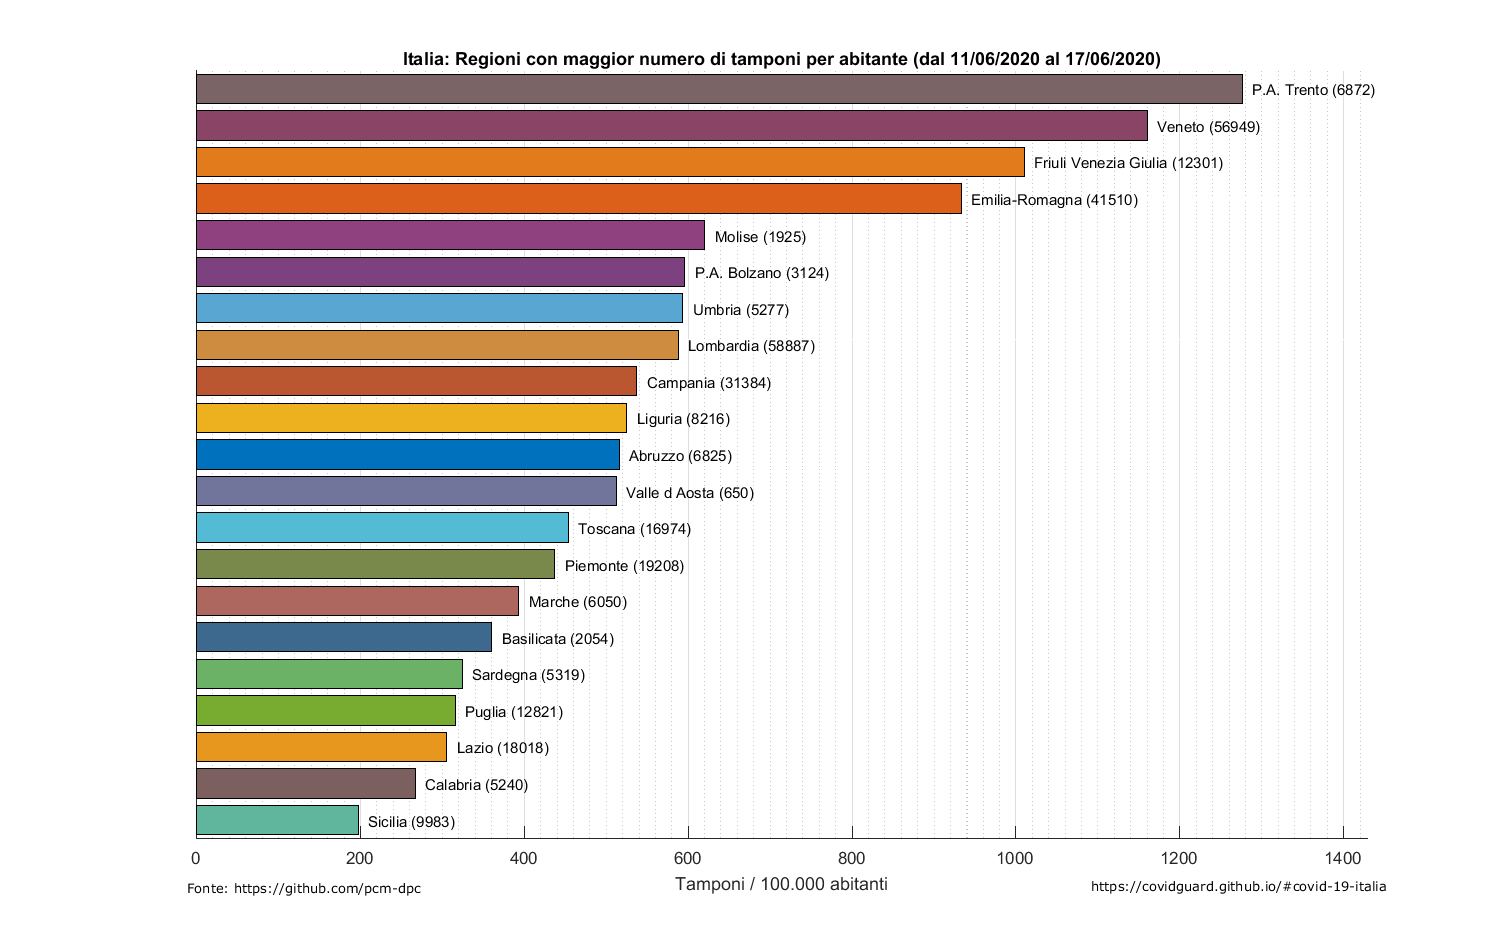 Italia: Regioni con maggior numero di tamponi per abitante (dal 11/06/2020 al 17/06/2020)
P.A. Trento (6872)
Veneto (56949)
Friuli Venezia Giulia (12301)
Emilia-Romagna (41510)
Molise (1925)
P.A. Bolzano (3124)
Umbria (5277)
Lombardia (58887)
Campania (31384)
Liguria (8216)
Abruzzo (6825)
Valle d Aosta (650)
Toscana (16974)
Piemonte (19208)
Marche (6050)
Basilicata (2054)
Sardegna (5319)
Puglia (12821)
Lazio (18018)
Calabria (5240)
Sicilia (9983)
0 200 400 600 800 1000 1200 1400
Tamponi / 100.000 abitanti
Fonte: https://github.com/pcm-dpc
https://covidguard.github.io/#covid-19-italia